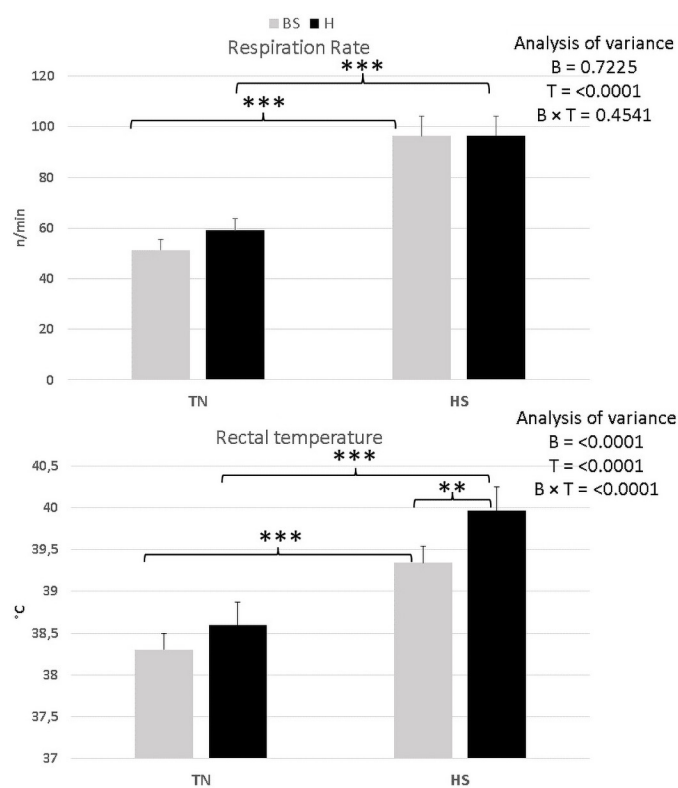 BS H
Respiration Rate
Analysis of variance
B = 0.7225
T = <0.0001
B × T = 0.4541
***
***
120
100
80
60
40
20
0
n/min
TN HS
Rectal temperature
Analysis of variance
B = <0.0001
T = <0.0001
B × T = <0.0001
***
**
***
40,5
40
39,5
39
38,5
38
37,5
37
°C
TN HS